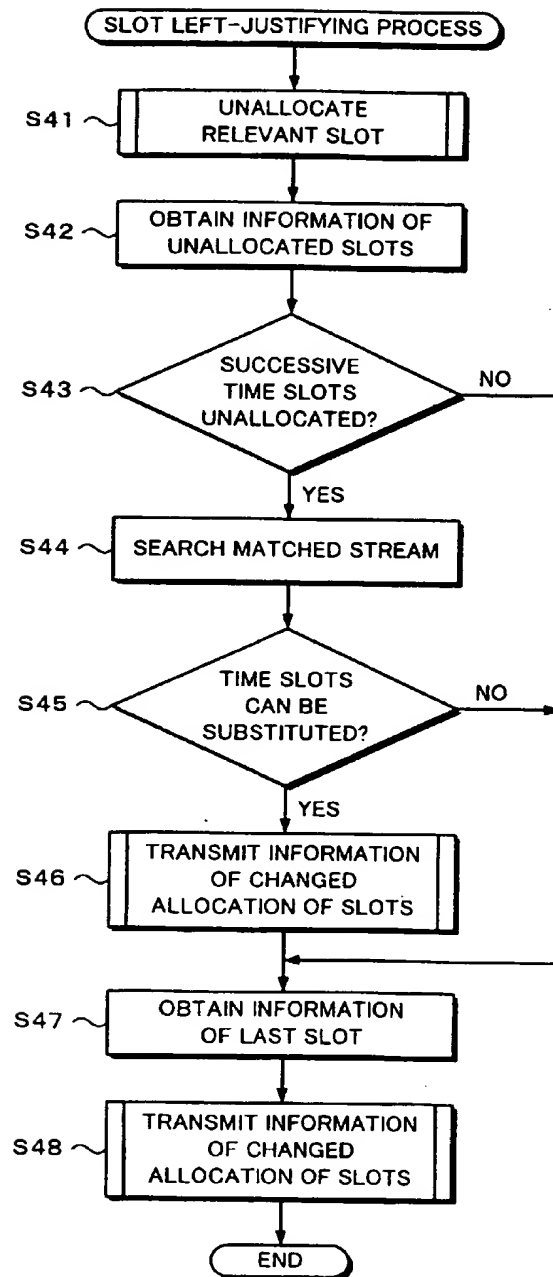 SLOT LEFT-JUSTIFYING PROCESS
S41
UNALLOCATE
RELEVANT SLOT
S42
OBTAIN INFORMATION OF
UNALLOCATED SLOTS
S43
SUCCESSIVE
TIME SLOTS
UNALLOCATED?
NO
YES
S44
SEARCH MATCHED STREAM
S45
TIME SLOTS
CAN BE
SUBSTITUTED?
NO
YES
S46
TRANSMIT INFORMATION
OF CHANGED
ALLOCATION OF SLOTS
S47
OBTAIN INFORMATION
OF LAST SLOT
S48
TRANSMIT INFORMATION
OF CHANGED
ALLOCATION OF SLOTS
END